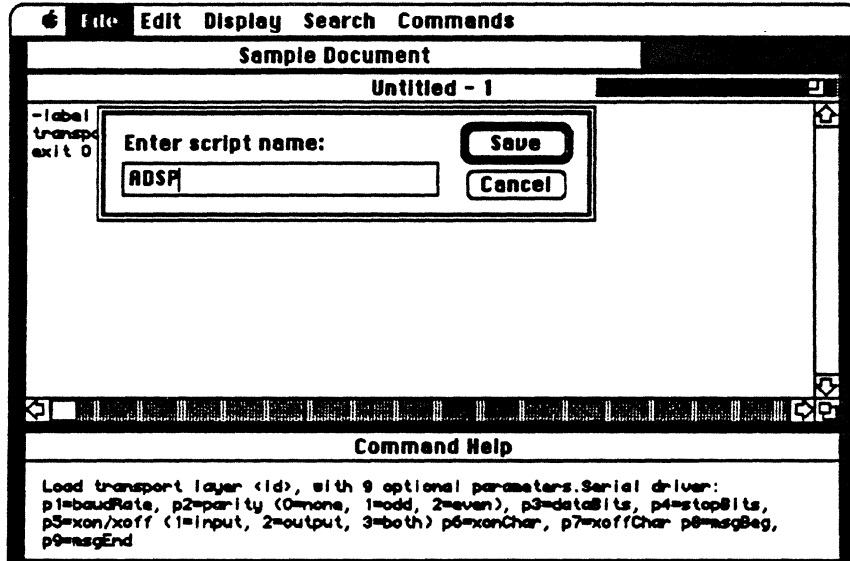 File Edit Display Search Commands
Sample Document
Untitled - 1
-label
transpo
exit 0
Enter script name:
Save
ADSP
Cancel
Command Help
Load transport layer <id>, with 9 optional parameters.Serial driver:
p1=baudRate, p2=parity (0=none, 1=odd, 2=even), p3=dataBits, p4=stopBits,
p5=xon/xoff (1=input, 2=output, 3=both) p6=xonChar, p7=xoffChar p8=msgBeg,
p9=msgEnd